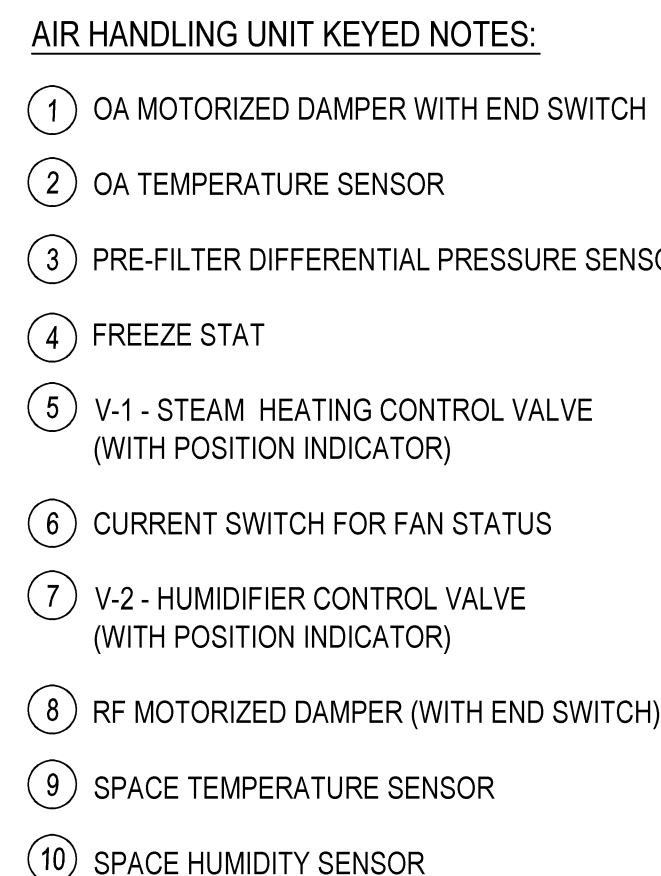 AIR HANDLING UNIT KEYED NOTES:
1 OA MOTORIZED DAMPER WITH END SWITCH
2 OA TEMPERATURE SENSOR
3 PRE-FILTER DIFFERENTIAL PRESSURE
4 FREEZE STAT
5 V-1 - STEAM HEATING CONTROL VALVE
(WITH POSITION INDICATOR)
6 CURRENT SWITCH FOR FAN STATUS
7 V-2 - HUMIDIFIER CONTROL VALVE
(WITH POSITION INDICATOR)
8 RF MOTORIZED DAMPER (WITH END SWITCH)
9 SPACE TEMPERATURE SENSOR
10 SPACE HUMIDITY SENSOR